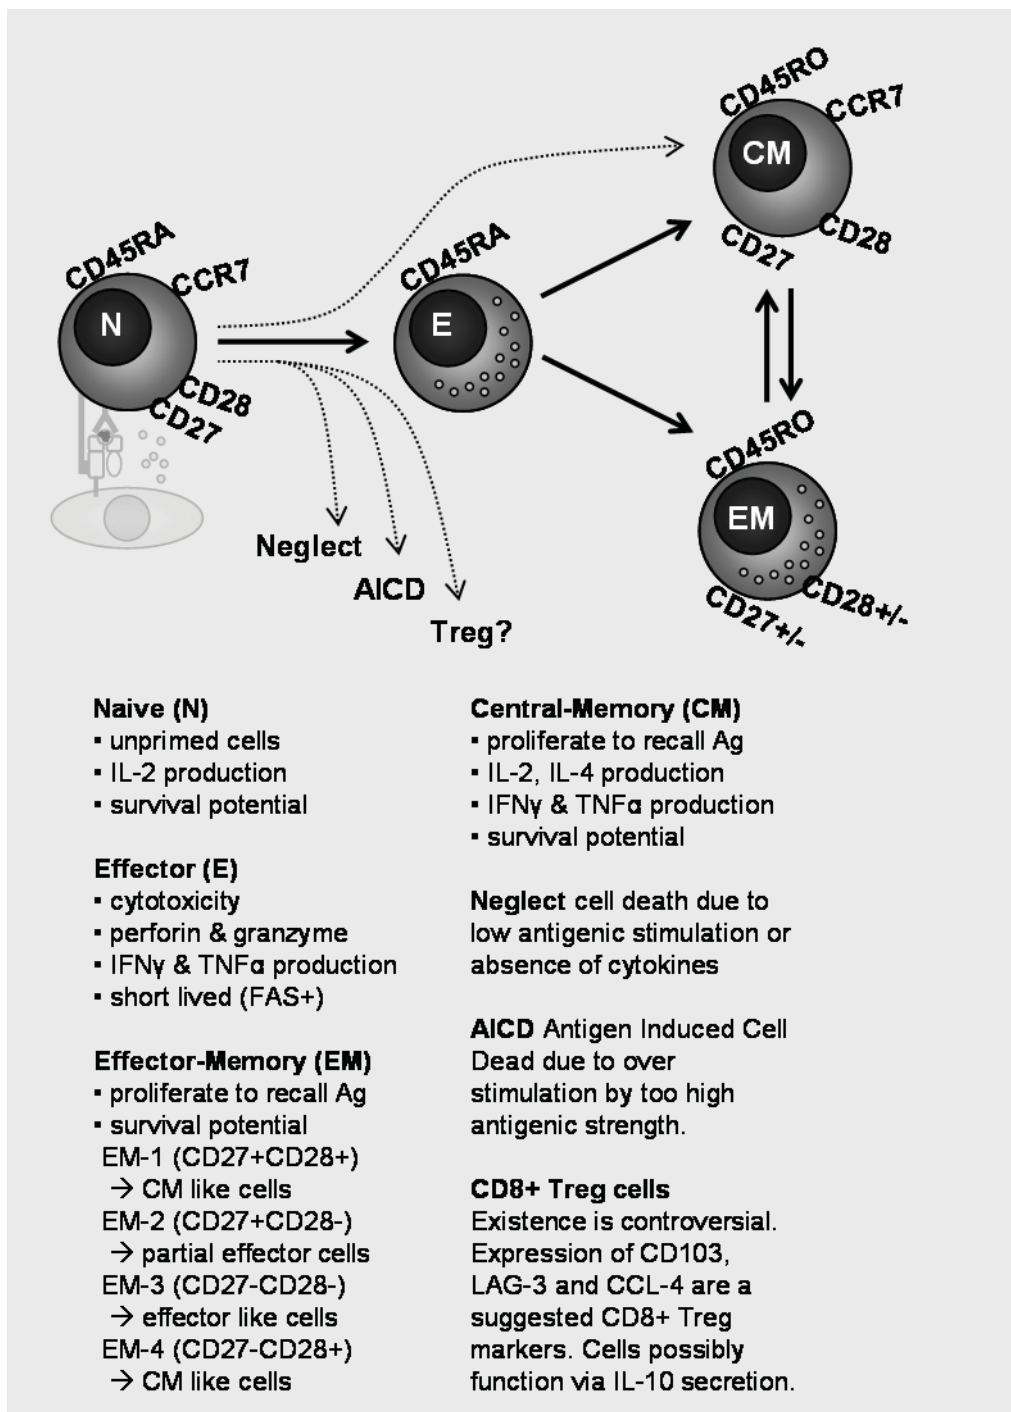 CD45RO
CCR7
CM
CD28
CD27
CD45RA
CCR7
N
CD28
CD27
CD45RA
E
CD45RO
EM
CD28+/-
CD27+/-
Neglect
AICD
Treg?
Naive (N)
▪ unprimed cells
▪ IL-2 production
▪ survival potential
Effector (E)
▪ cytotoxicity
▪ perforin & granzyme
▪ IFNγ & TNFα production
▪ short lived (FAS+)
Effector-Memory (EM)
▪ proliferate to recall Ag
▪ survival potential
EM-1 (CD27+CD28+)
→ CM like cells
EM-2 (CD27+CD28-)
→ partial effector cells
EM-3 (CD27-CD28-)
→ effector like cells
EM-4 (CD27-CD28+)
→ CM like cells
Central-Memory (CM)
▪ proliferate to recall Ag
▪ IL-2, IL-4 production
▪ IFNγ & TNFα production
▪ survival potential
Neglect cell death due to
low antigenic stimulation or
absence of cytokines
AICD Antigen Induced Cell
Dead due to over
stimulation by too high
antigenic strength.
CD8+ Treg cells
Existence is controversial.
Expression of CD103,
LAG-3 and CCL-4 are a
suggested CD8+ Treg
markers. Cells possibly
function via IL-10 secretion.